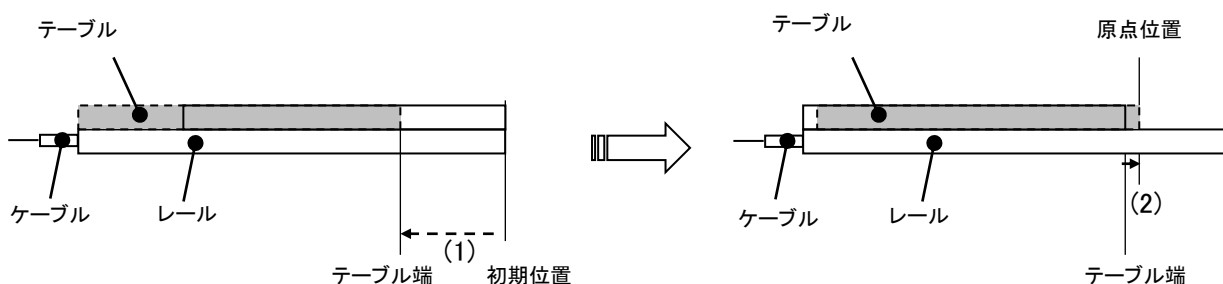 テーブル
ケーブル
レール
(1)
テーブル端
初期位置
テーブル
原点位置
ケーブル
レール
(2)
テーブル端